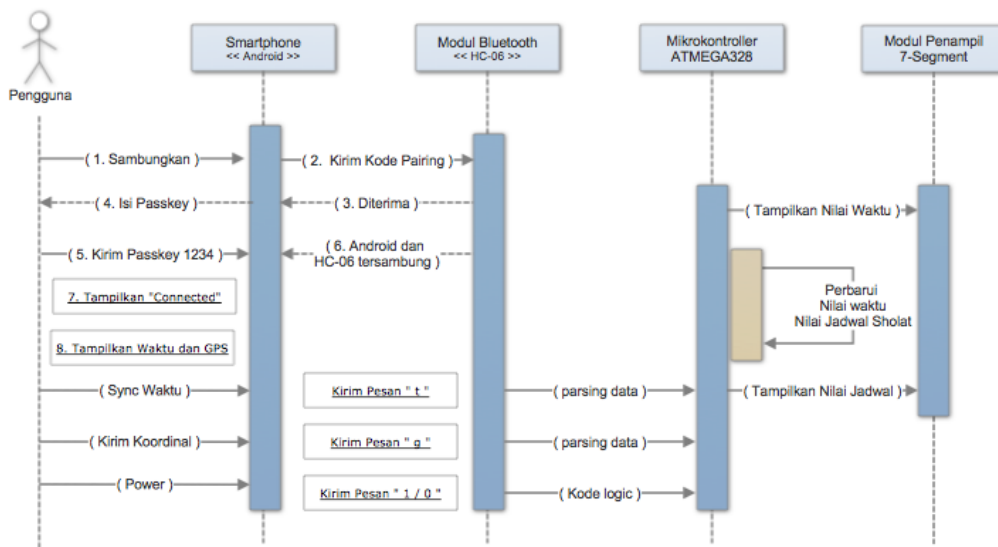 Smartphone
<< Android >>
Modul Bluetooth
<< HC-06 >>
Mikrokontroller
ATMEGA328
Modul Penampil
7-Segment
Pengguna
( 1. Sambungkan )
( 2. Kirim Kode Pairing )
( 4. Isi Passkey )
( 3. Diterima )
( Tampilkan Nilai Waktu )
( 5. Kirim Passkey 1234 )
( 6. Android dan
HC-06 tersambung )
7. Tampilkan "Connected"
Perbarui
Nilai waktu
Nilai Jadwal Sholat
8. Tampilkan Waktu dan GPS
( Sync Waktu )
Kirim Pesan " t "
( parsing data )
( Tampilkan Nilai Jadwal )
( Kirim Koordinal )
Kirim Pesan " g "
( parsing data )
( Power )
Kirim Pesan " 1 / 0 "
( Kode logic )